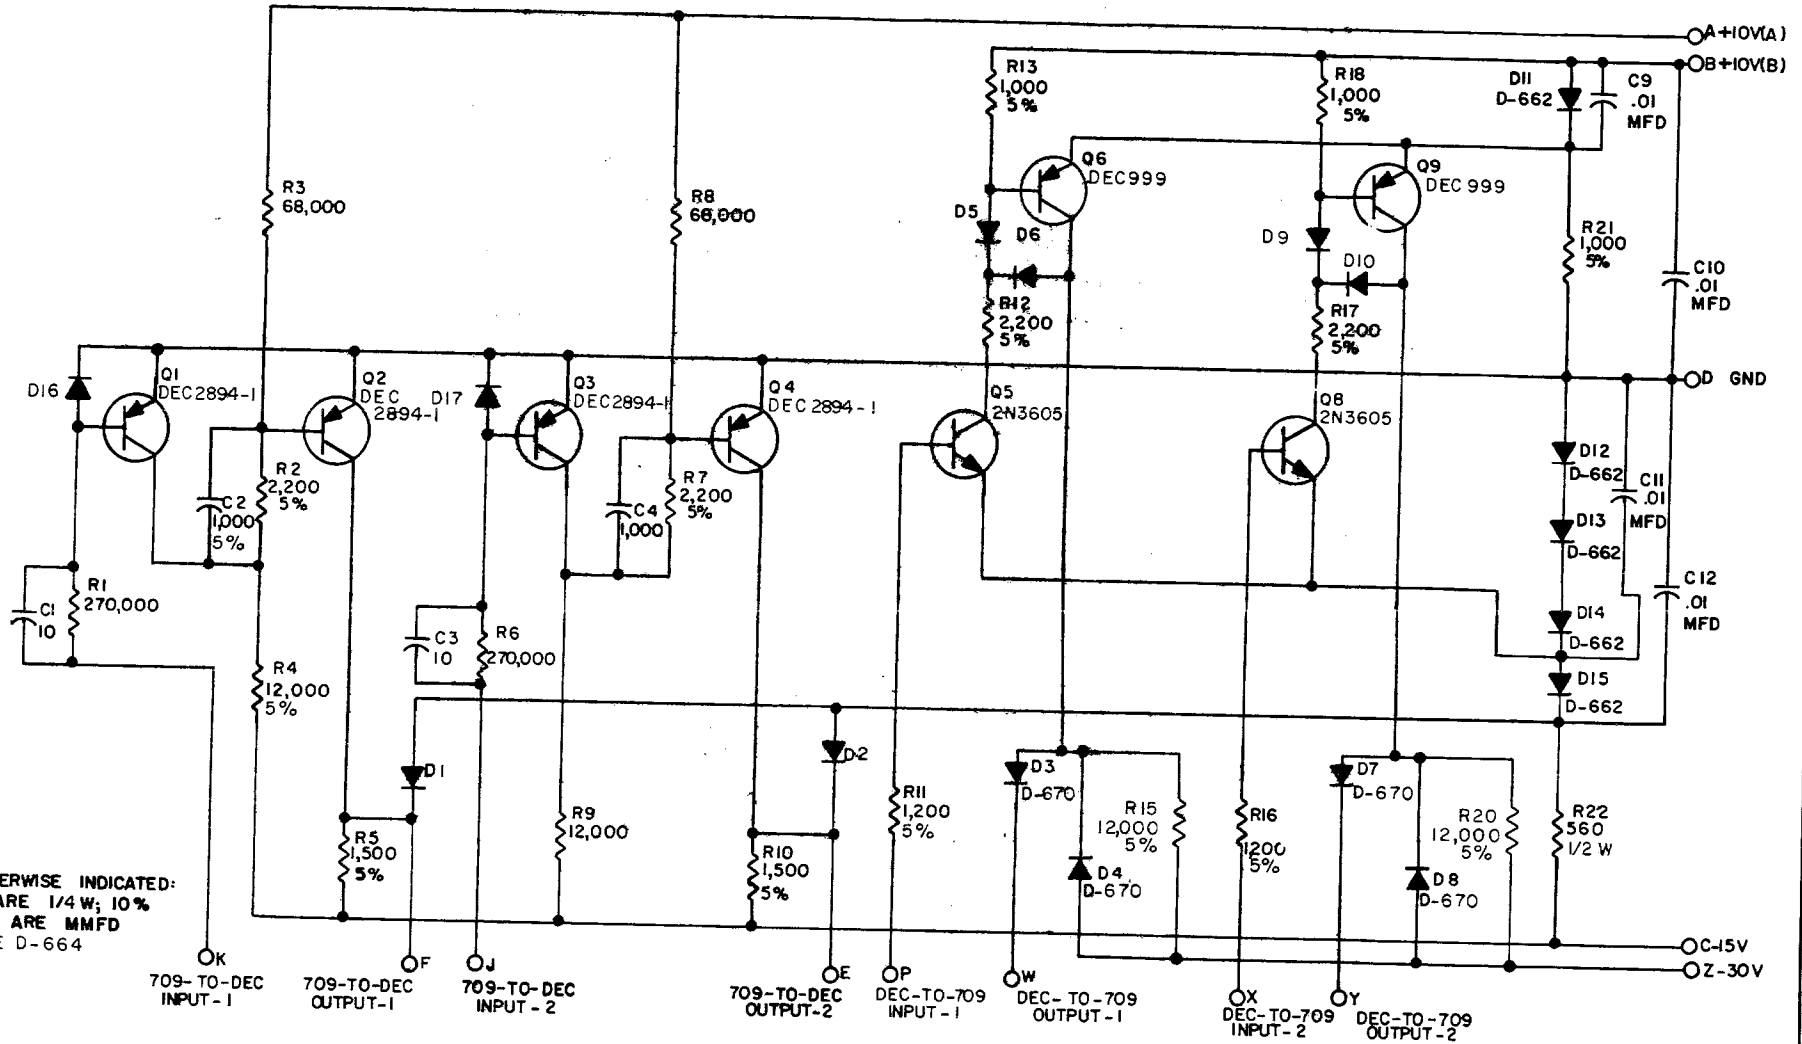 A+10V(A)
B+10V(B)
R13
1,000
5%
R18
1,000
5%
D11
D-662
C9
.01
MFD
R3
68,000
R8
68,000
Q6
DEC999
Q9
DEC 999
D5
D6
D9
D10
R21
1,000
5%
C10
.01
MFD
R12
2,200
5%
R17
2,200
5%
D16
Q1
DEC2894-1
Q2
DEC
2894-1
D17
Q3
DEC2894-1
Q4
DEC 2894-1
Q5
2N3605
Q8
2N3605
D GND
R2
2,200
5%
C2
1,000
5%
R7
2,200
5%
C4
1,000
D12
D-662
C11
.01
MFD
D13
D-662
C12
.01
MFD
D14
D-662
D15
D-662
C1
10
R1
270,000
C3
10
R6
270,000
R4
12,000
5%
D1
D2
D3
D-670
D7
D-670
R5
1,500
5%
R9
12,000
R10
1,500
5%
R11
1,200
5%
R15
12,000
5%
D4
D-670
R16
1200
5%
R20
12,000
5%
D8
D-670
R22
560
1/2 W
ERWISE INDICATED:
ARE 1/4 W; 10%
ARE MMFD
E D-664
C-15V
Z-30V
K
709-TO-DEC
INPUT-1
F
709-TO-DEC
OUTPUT-1
J
709-TO-DEC
INPUT-2
E
709-TO-DEC
OUTPUT-2
P
DEC-TO-709
INPUT-1
W
DEC-TO-709
OUTPUT-1
X
DEC-TO-709
INPUT-2
Y
DEC-TO-709
OUTPUT-2